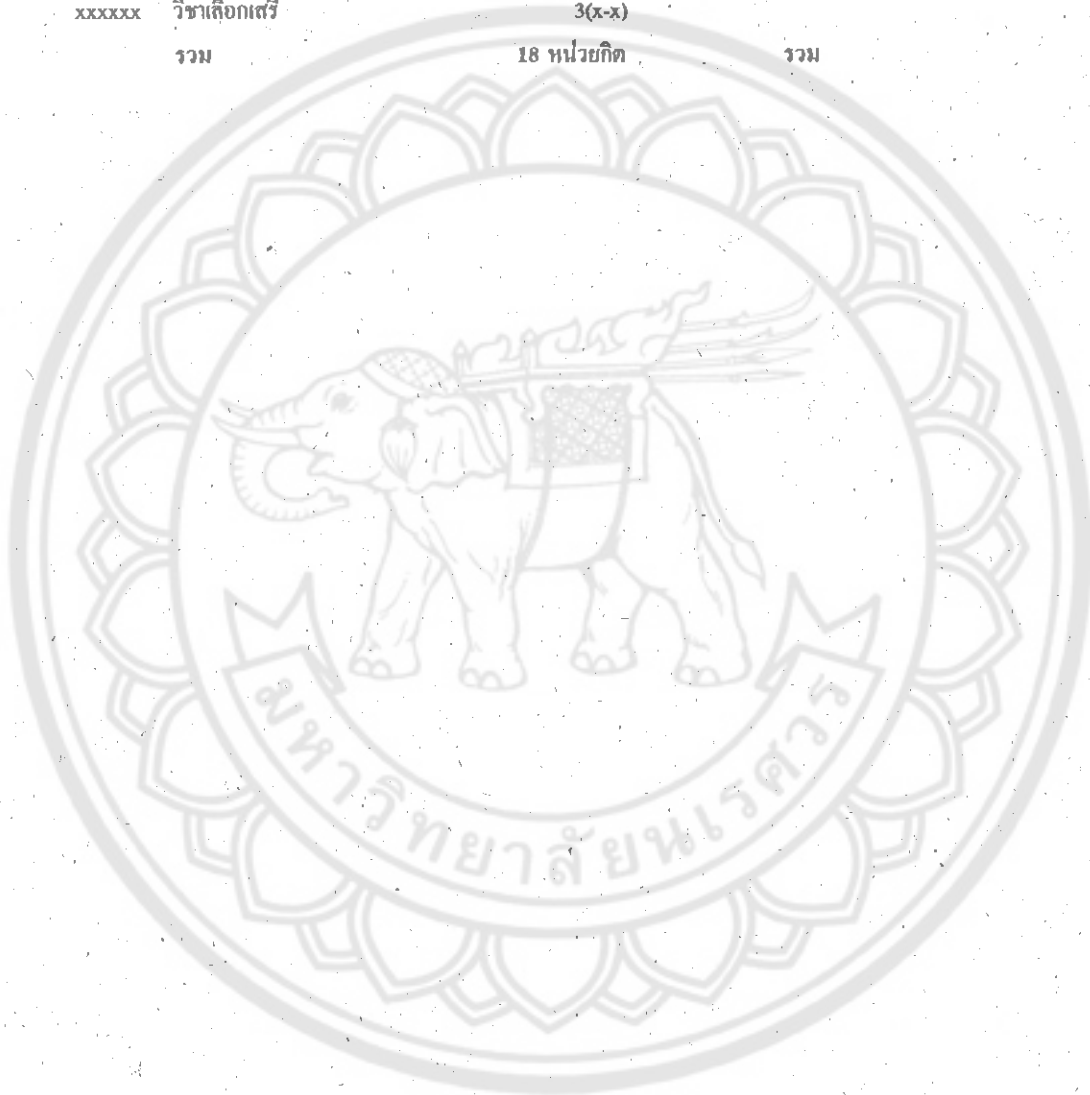 xxxxxx วิชาเลือกเสรี 3(x-x)
รวม 18 หน่วยกิต รวม
มหาวิทยาลัยนเรศวร